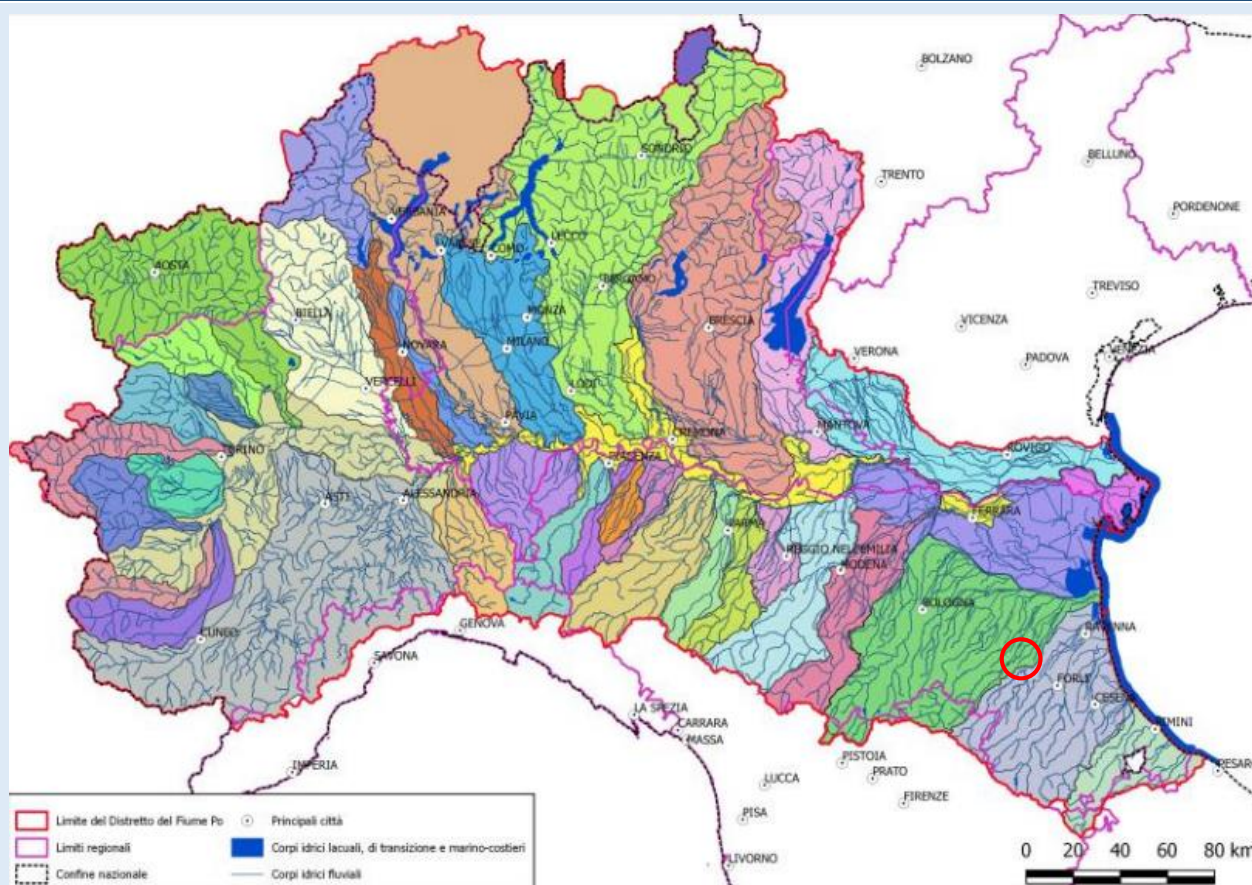 BOLZANO
BELLUNO
SONDRIO
TRENTO
PORDENONE
VERBANIA
LECCO
COMO
AOSTA
BERGAMO
TREVISO
BIELLA
MONZA
BRESCIA
VICENZA
NOVARA
MILANO
VERONA
PADOVA
VENEZIA
VERCELLI
LODI
PAVIA
CREMONA
MANTOVA
TORINO
PIACENZA
ROVIGO
ASTI
ALESSANDRIA
FERRARA
PARMA
REGGIO NELL'EMILIA
MODENA
BOLOGNA
GENOVA
RAVENNA
CUNEO
SAVONA
FORLI
CESENA
LA SPEZIA
CARRARA
MASSA
RIMINI
IMPERIA
PISTOIA
PRATO
PESARO
LUCCA
FIRENZE
PISA
LIVORNO
Limite del Distretto del Fiume Po
Principali città
Limiti regionali
Corpi idrici lacuali, di transizione e marino-costieri
Confine nazionale
Corpi idrici fluviali
0 20 40 60 80 km